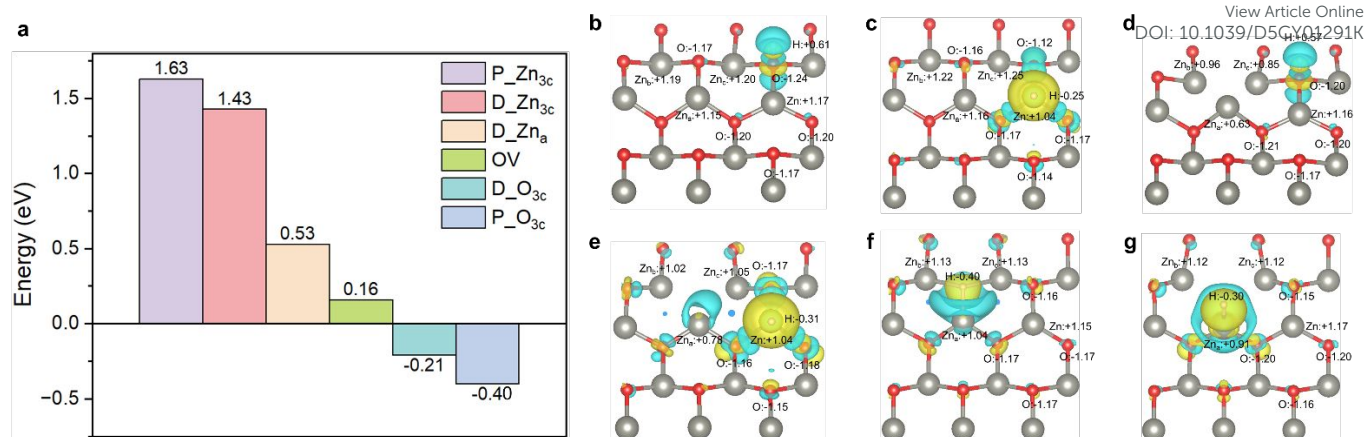 View Article Online
DOI: 10.1039/D5CY01291K
a
Energy (eV)
1.5
1.0
0.5
0.0
−0.5
1.63
1.43
0.53
0.16
-0.21
-0.40
P_Zn3c
D_Zn3c
D_Zna
OV
D_O3c
P_O3c
b
H:+0.61
O:-1.17
Znb:+1.19
Znc:+1.20
O:-1.24
Zn:+1.17
Zna:+1.15
O:-1.20
O:-1.20
O:-1.17
c
O:-1.16
O:-1.12
Znb:+1.22
Znc:+1.25
H:-0.25
Zna:+1.16
Zn:+1.04
O:-1.17
O:-1.17
O:-1.14
d
H:+0.57
Znb:+0.96
Znc:+0.85
O:-1.20
Zn:+1.16
Zna:+0.63
O:-1.21
O:-1.20
O:-1.17
e
Znb:+1.02
Znc:+1.05
O:-1.17
H:-0.31
Zna:+0.78
Zn:+1.04
O:-1.16
O:-1.18
O:-1.15
f
Znb:+1.13
Znc:+1.13
H:-0.40
O:-1.16
Zna:+1.04
Zn:+1.15
O:-1.17
O:-1.17
O:-1.17
g
Znb:+1.12
Znc:+1.12
H:-0.30
O:-1.15
Zn:+1.17
Zna:+0.91
O:-1.20
O:-1.20
O:-1.16